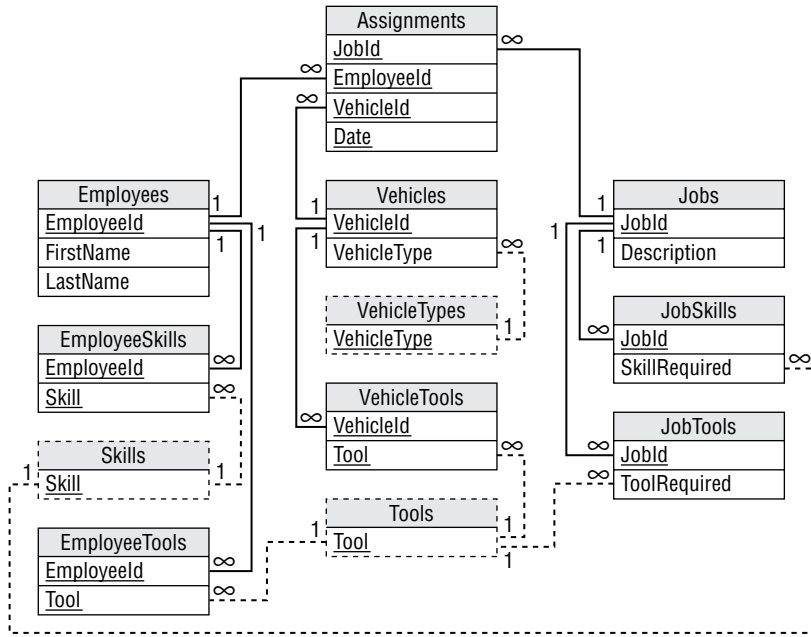 Assignments
JobId
EmployeeId
VehicleId
Date
∞
∞
∞
Employees
EmployeeId
FirstName
LastName
1
1
1
Vehicles
VehicleId
VehicleType
1
1
∞
Jobs
JobId
Description
1
1
1
VehicleTypes
VehicleType
1
EmployeeSkills
EmployeeId
Skill
∞
∞
JobSkills
JobId
SkillRequired
∞
∞
VehicleTools
VehicleId
Tool
∞
∞
Skills
Skill
1
1
JobTools
JobId
ToolRequired
∞
∞
Tools
Tool
1
1
1
EmployeeTools
EmployeeId
Tool
∞
∞